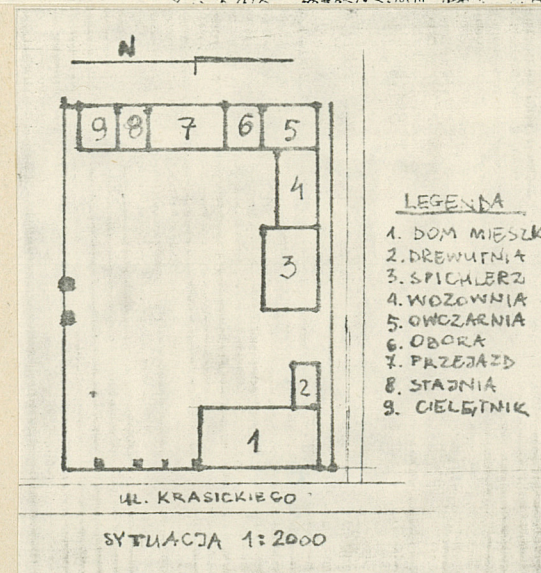 N
9 8 7 6 5
4
3
2
1
LEGENDA
1. DOM MIESZK
2. DREWUTNIA
3. SPICHLERZ
4. WOZOWNIA
5. OWCZARNIA
6. OBORA
7. PRZEJAZD
8. STAJNIA
9. CIELĘTNIK
UL. KRASICKIEGO
SYTUACJA 1:2000